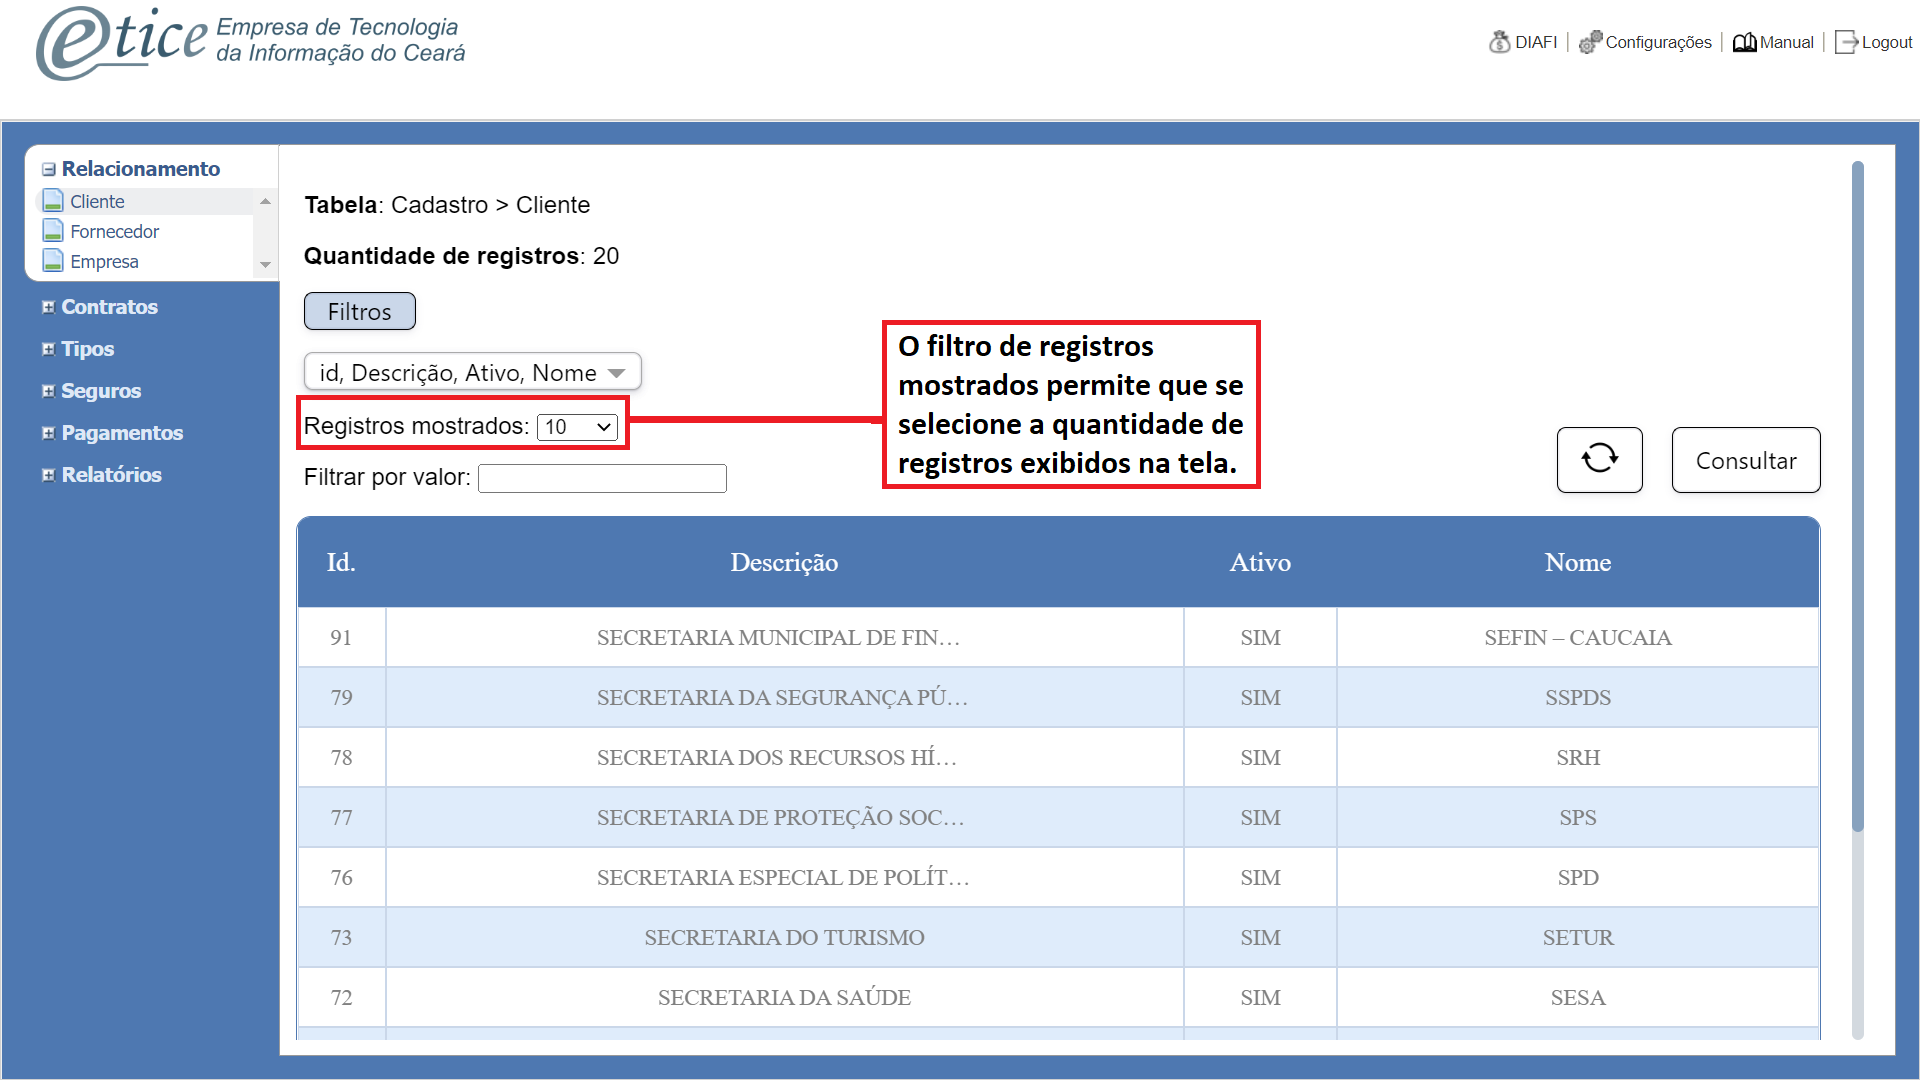 etice Empresa de Tecnologia
da Informação do Ceará
DIAFI | Configurações | Manual | Logout
Relacionamento
Cliente
Fornecedor
Empresa
Contratos
Tipos
Seguros
Pagamentos
Relatórios
Tabela: Cadastro > Cliente
Quantidade de registros: 20
Filtros
id, Descrição, Ativo, Nome
Registros mostrados: 10
Filtrar por valor:
O filtro de registros
mostrados permite que se
selecione a quantidade de
registros exibidos na tela.
Consultar
Id. Descrição Ativo Nome
91 SECRETARIA MUNICIPAL DE FIN… SIM SEFIN – CAUCAIA
79 SECRETARIA DA SEGURANÇA PÚ… SIM SSPDS
78 SECRETARIA DOS RECURSOS HÍ… SIM SRH
77 SECRETARIA DE PROTEÇÃO SOC… SIM SPS
76 SECRETARIA ESPECIAL DE POLÍT… SIM SPD
73 SECRETARIA DO TURISMO SIM SETUR
72 SECRETARIA DA SAÚDE SIM SESA